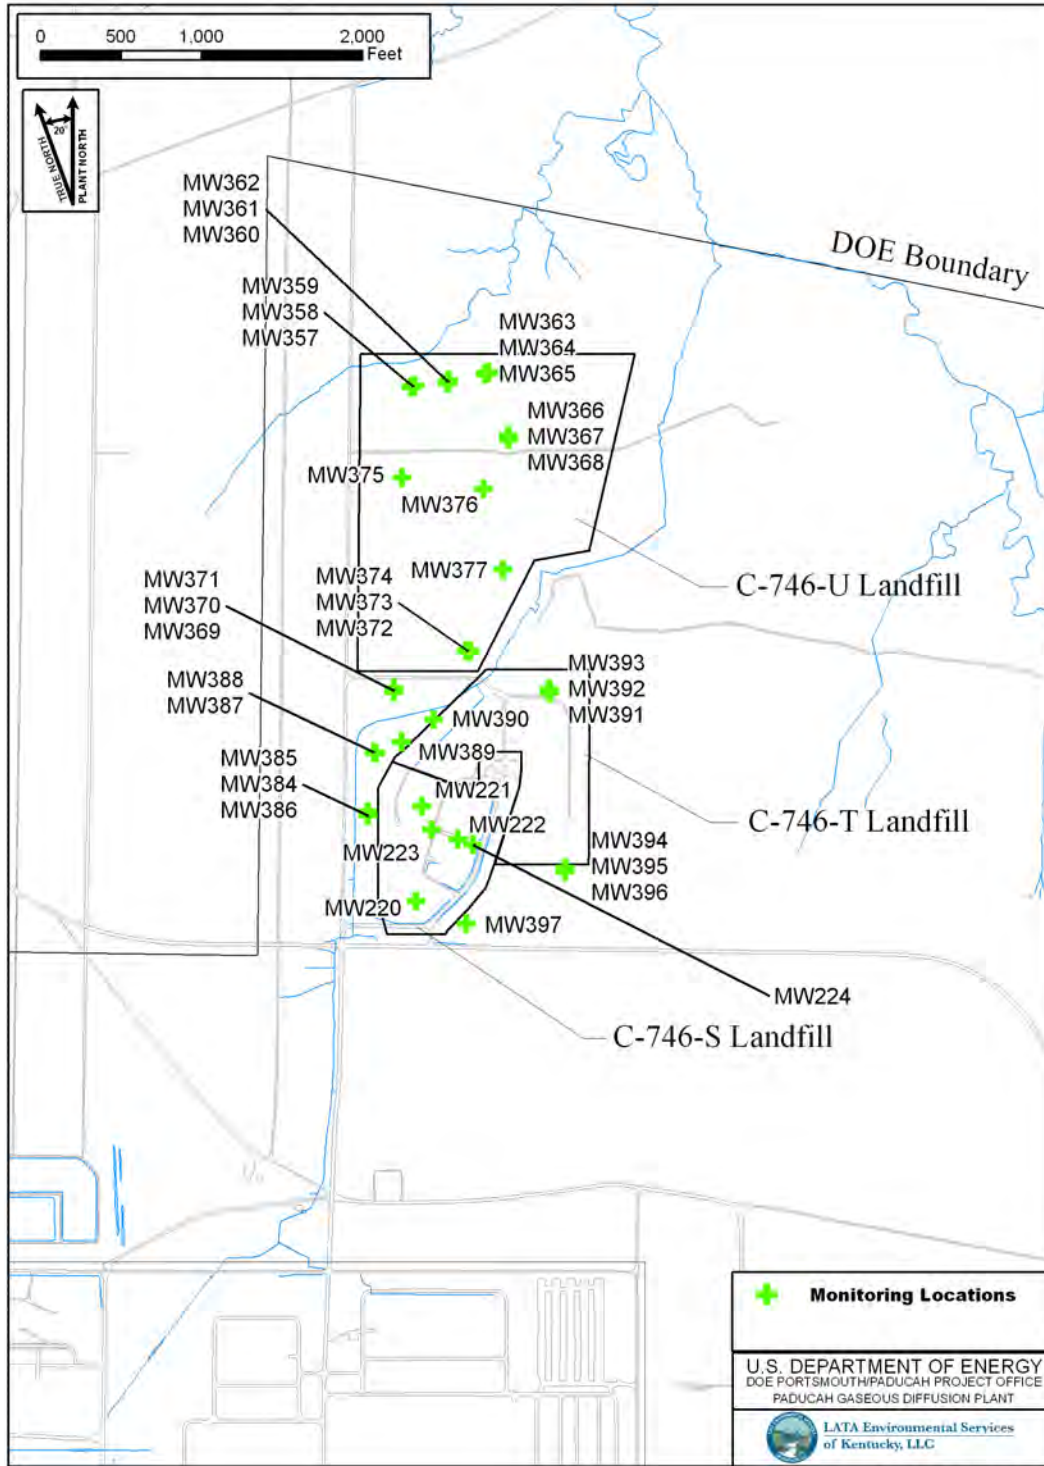 0 500 1,000 2,000
Feet
20°
TRUE NORTH
PLANT NORTH
MW362
MW361
MW360
DOE Boundary
MW359
MW358
MW357
MW363
MW364
MW365
MW366
MW367
MW368
MW375
MW376
MW377
C-746-U Landfill
MW374
MW373
MW372
MW371
MW370
MW369
MW393
MW392
MW391
MW388
MW387
MW390
MW389
MW385
MW384
MW386
MW221
MW222
MW223
C-746-T Landfill
MW394
MW395
MW396
MW220
MW397
MW224
C-746-S Landfill
Monitoring Locations
U.S. DEPARTMENT OF ENERGY
DOE PORTSMOUTH/PADUCAH PROJECT OFFICE
PADUCAH GASEOUS DIFFUSION PLANT
LATA Environmental Services
of Kentucky, LLC